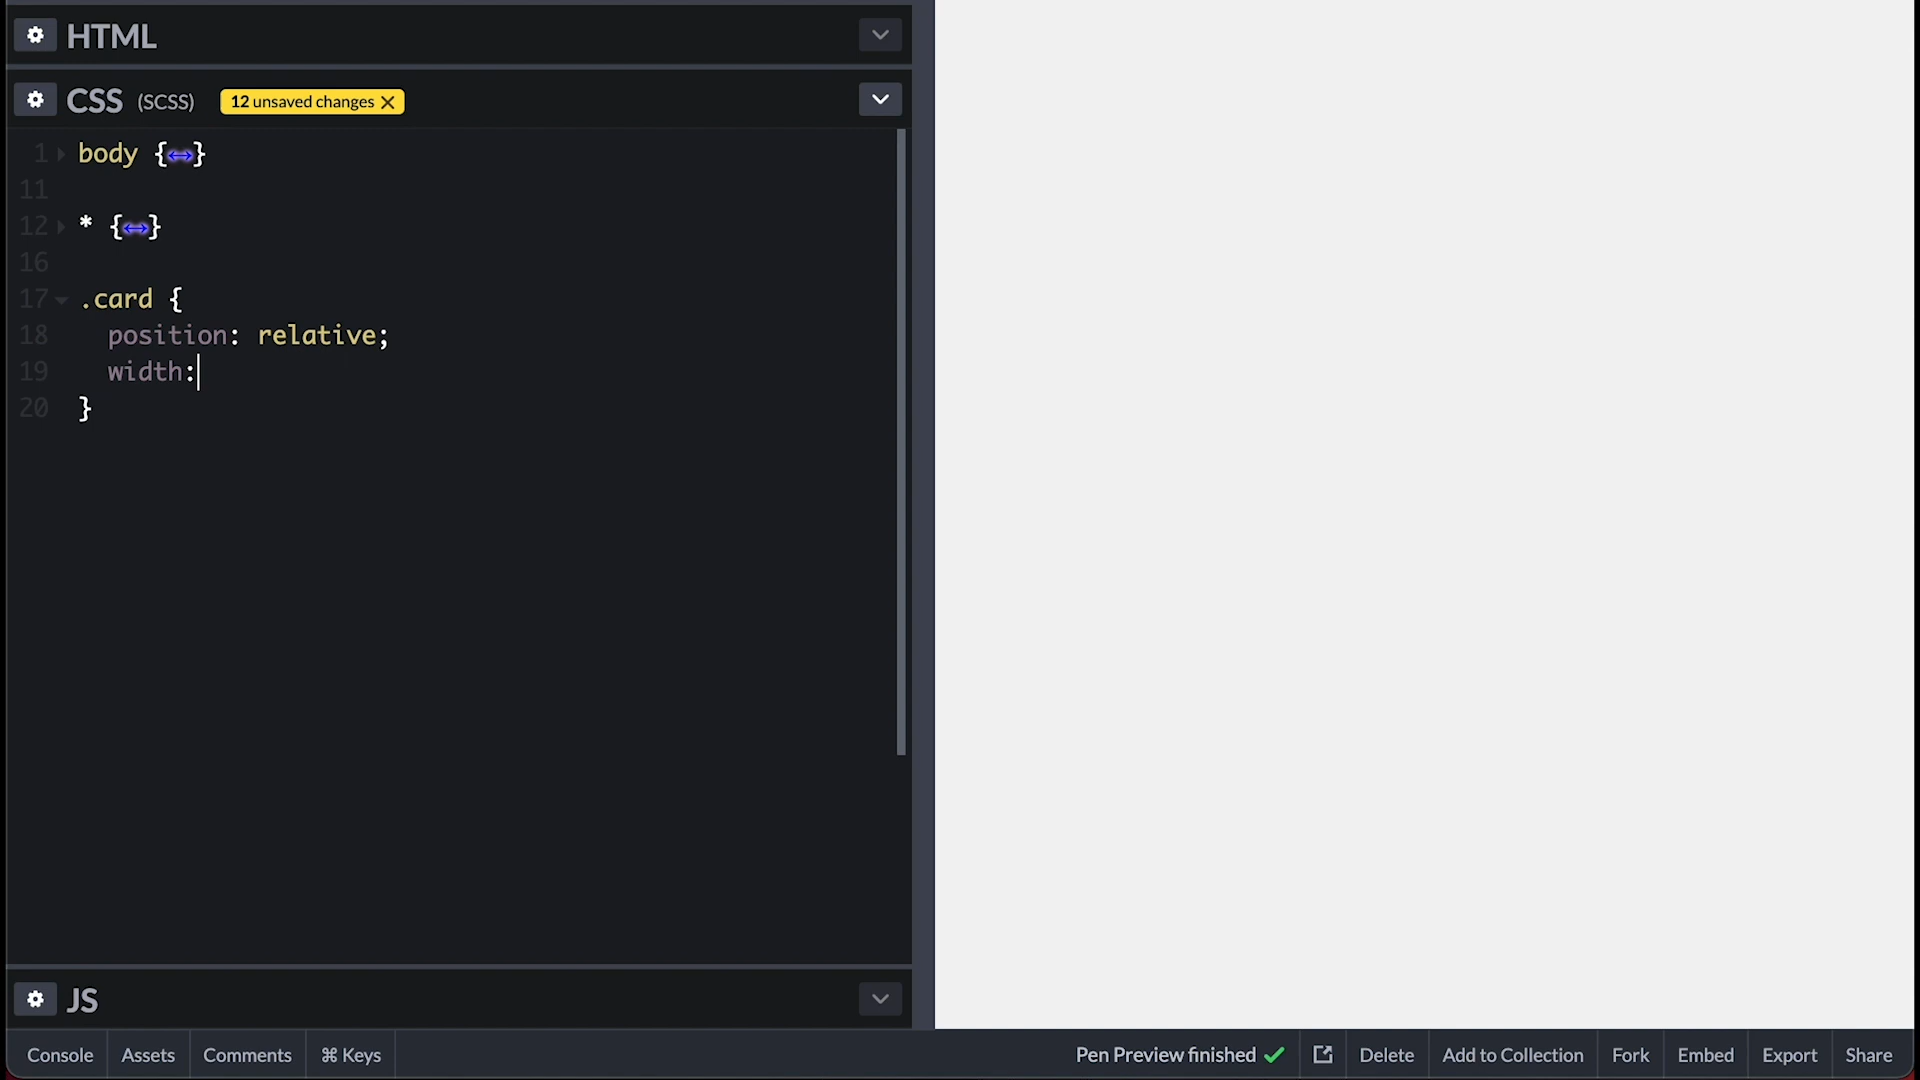 HTML
CSS (SCSS) 12 unsaved changes
1 body {↔}
11
12 * {↔}
16
17 .card {
18 position: relative;
19 width:
20 }
JS
Console Assets Comments ⌘ Keys Pen Preview finished Delete Add to Collection Fork Embed Export Share